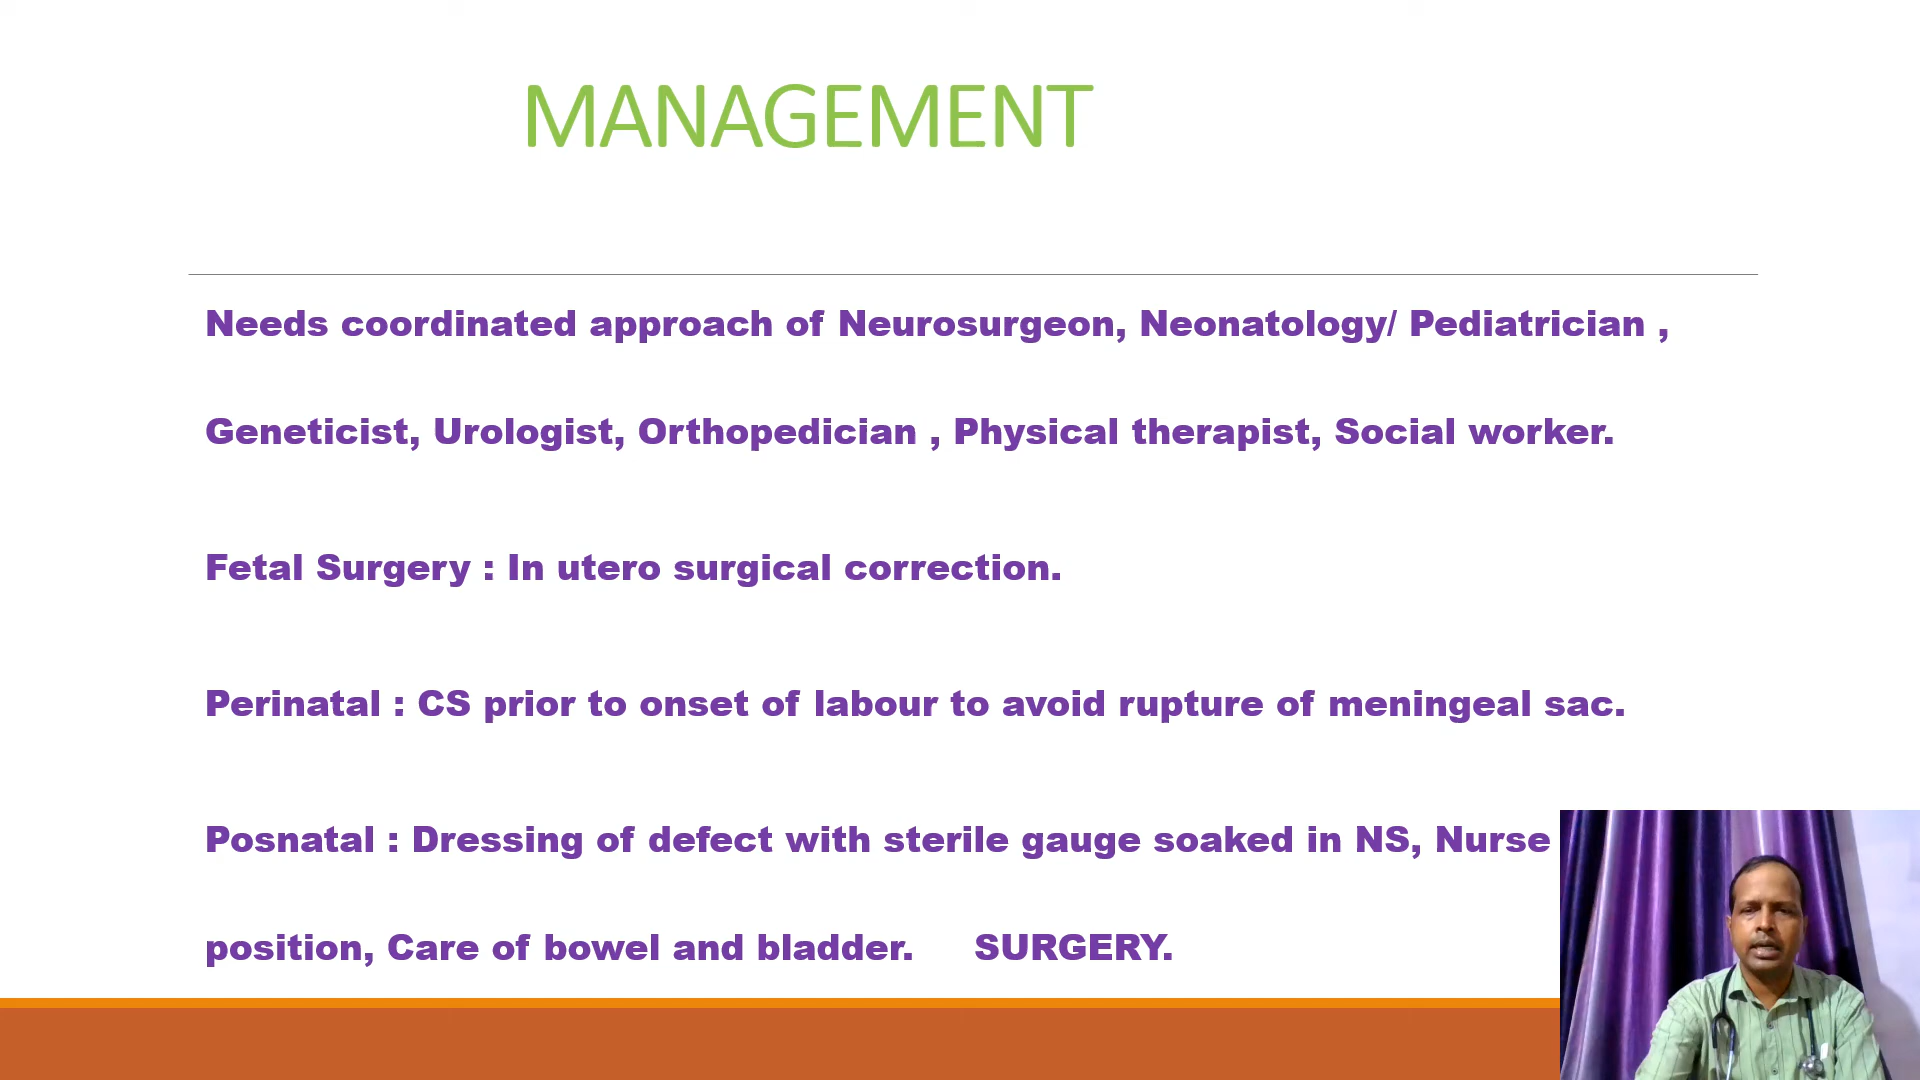 MANAGEMENT
Needs coordinated approach of Neurosurgeon, Neonatology/ Pediatrician ,
Geneticist, Urologist, Orthopedician , Physical therapist, Social worker.
Fetal Surgery : In utero surgical correction.
Perinatal : CS prior to onset of labour to avoid rupture of meningeal sac.
Posnatal : Dressing of defect with sterile gauge soaked in NS, Nurse
position, Care of bowel and bladder. SURGERY.